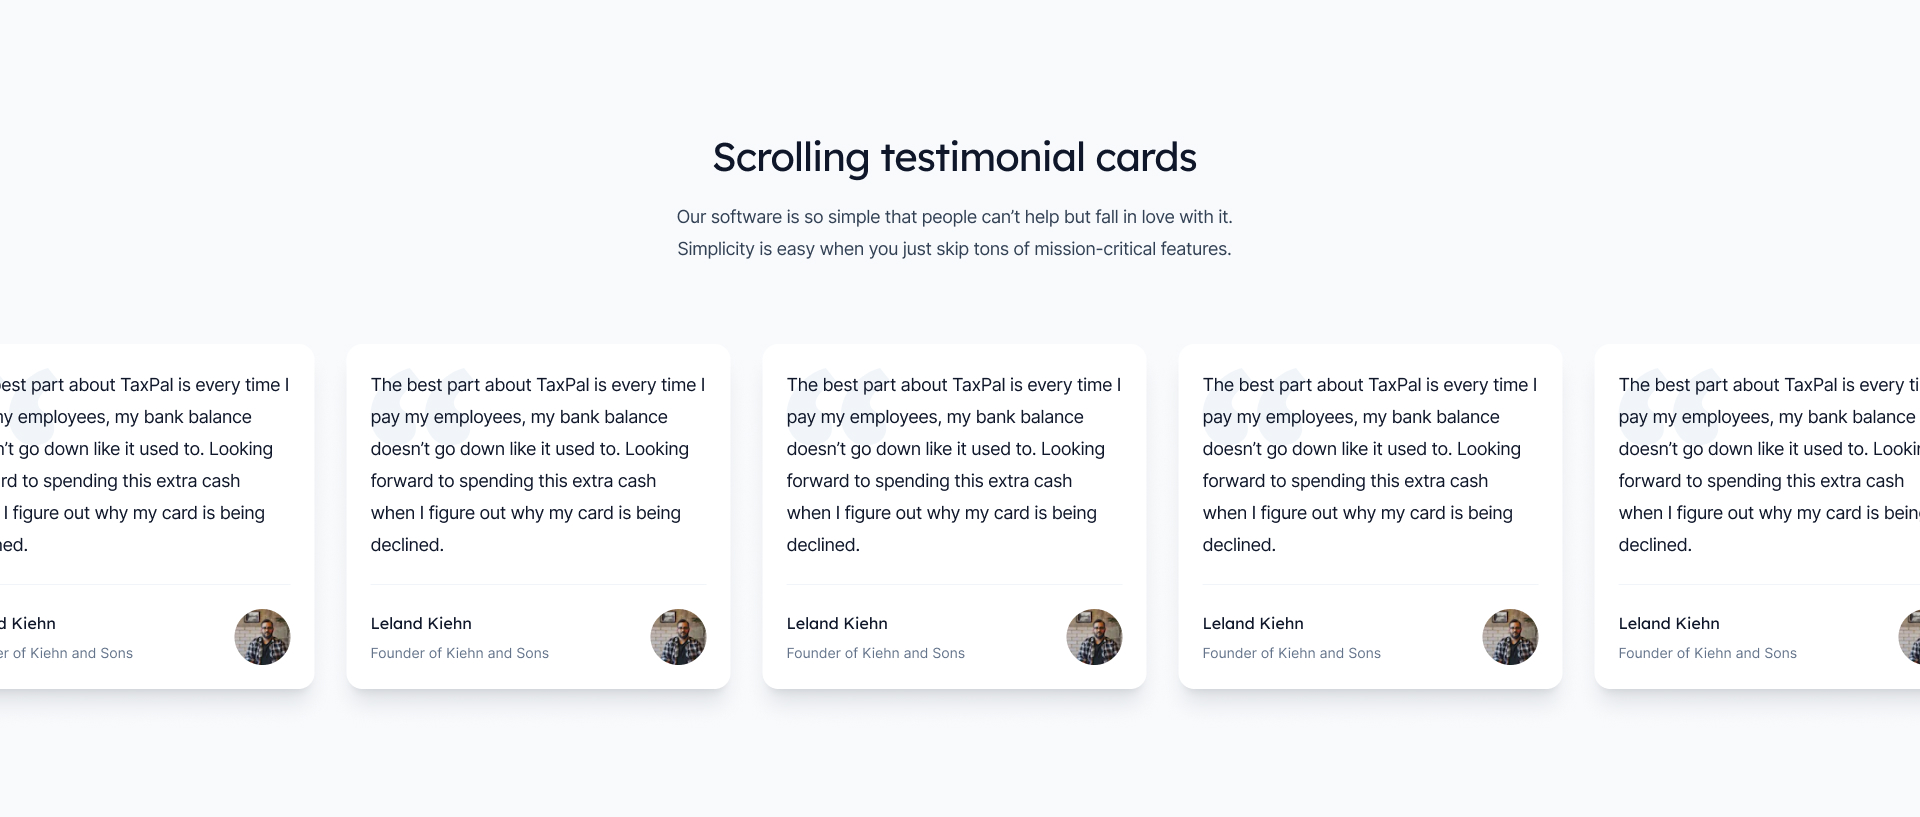 Scrolling testimonial cards
Our software is so simple that people can’t help but fall in love with it.
Simplicity is easy when you just skip tons of mission-critical features.
part about TaxPal is every time I
employees, my bank balance
go down like it used to. Looking
to spending this extra cash
I figure out why my card is being
Kiehn
of Kiehn and Sons
The best part about TaxPal is every time I
pay my employees, my bank balance
doesn’t go down like it used to. Looking
forward to spending this extra cash
when I figure out why my card is being
declined.
Leland Kiehn
Founder of Kiehn and Sons
The best part about TaxPal is every time I
pay my employees, my bank balance
doesn’t go down like it used to. Looking
forward to spending this extra cash
when I figure out why my card is being
declined.
Leland Kiehn
Founder of Kiehn and Sons
The best part about TaxPal is every time I
pay my employees, my bank balance
doesn’t go down like it used to. Looking
forward to spending this extra cash
when I figure out why my card is being
declined.
Leland Kiehn
Founder of Kiehn and Sons
The best part about TaxPal is every
pay my employees, my bank balance
doesn’t go down like it used to.
forward to spending this extra cash
when I figure out why my card is
declined.
Leland Kiehn
Founder of Kiehn and Sons